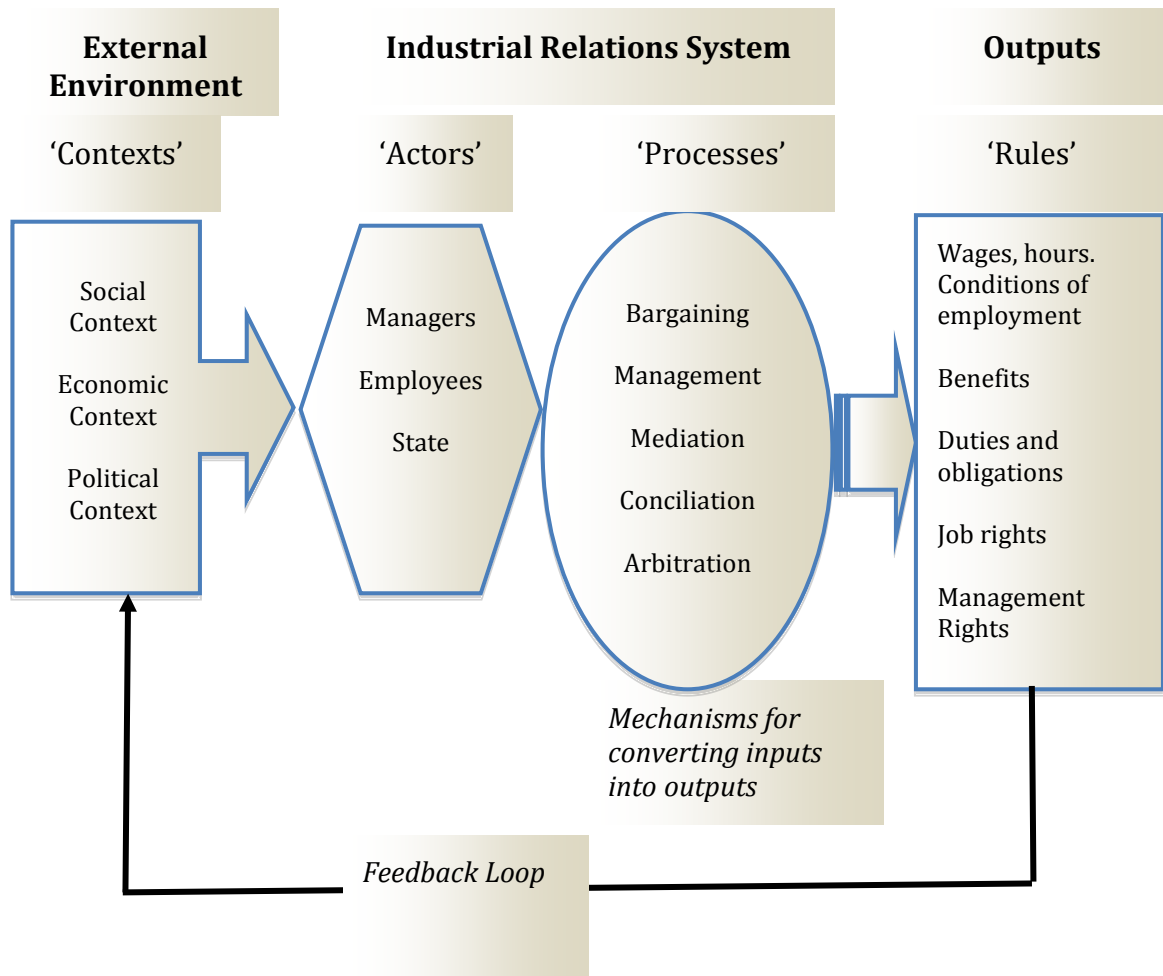 External
Environment
Industrial Relations System
Outputs
‘Contexts’
‘Actors’
‘Processes’
‘Rules’
Social
Context
Economic
Context
Political
Context
Managers
Employees
State
Bargaining
Management
Mediation
Conciliation
Arbitration
Wages, hours.
Conditions of
employment
Benefits
Duties and
obligations
Job rights
Management
Rights
Mechanisms for
converting inputs
into outputs
Feedback Loop